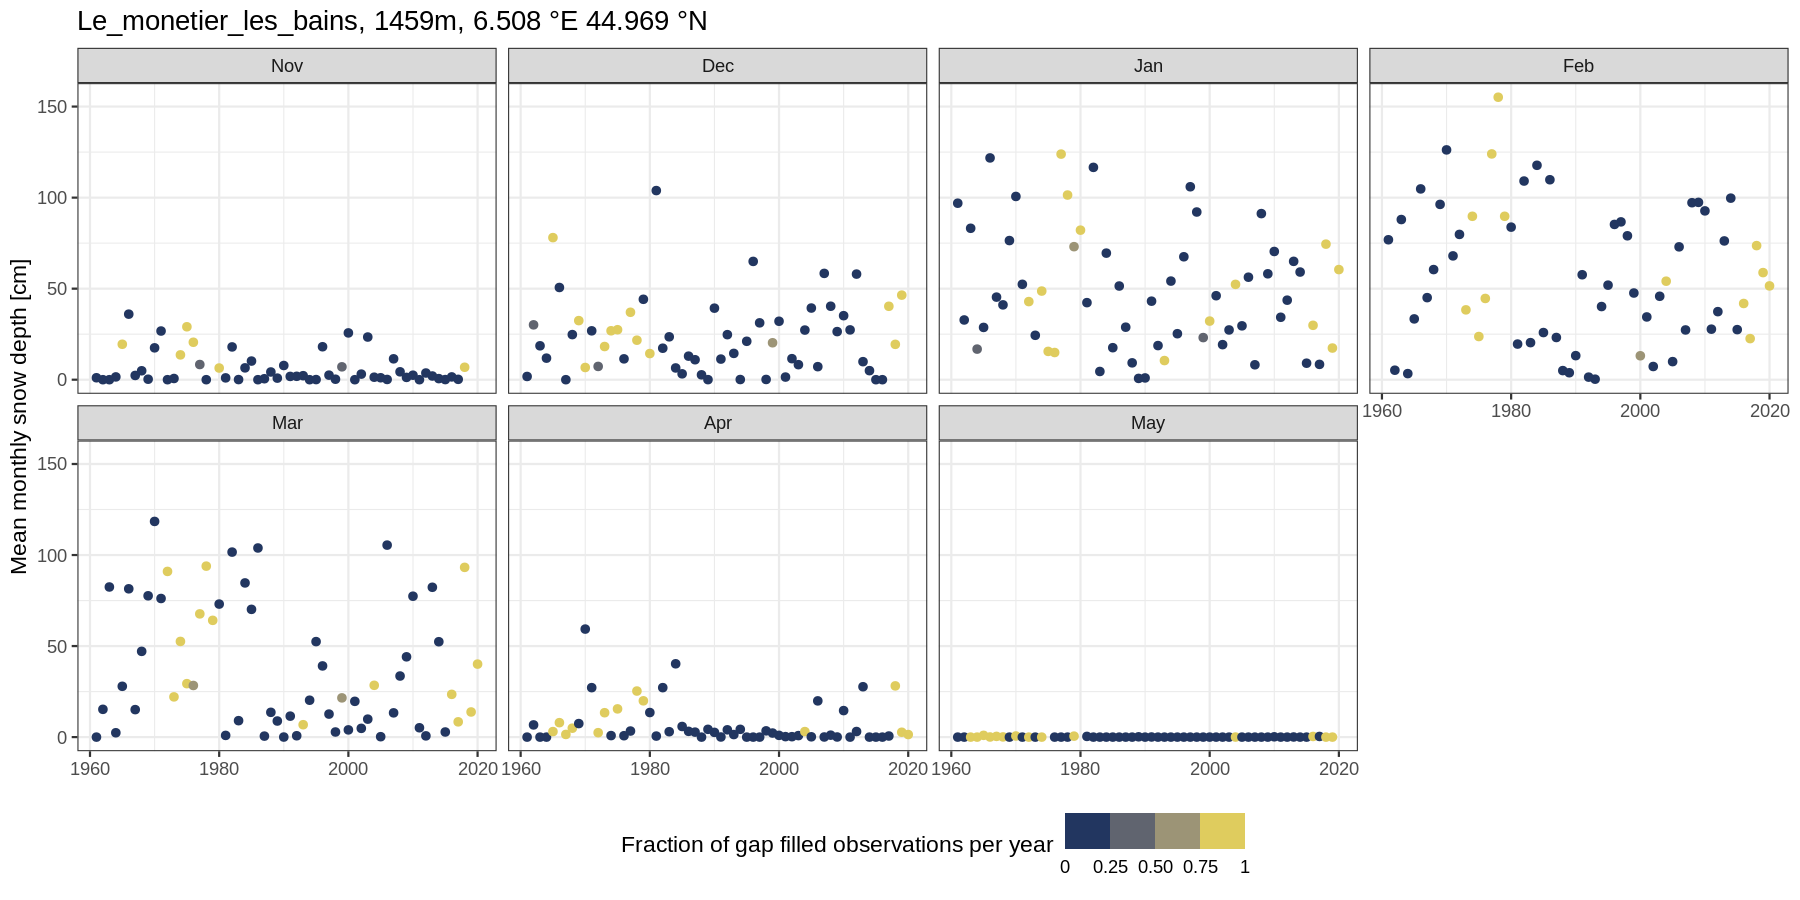 Le_monetier_les_bains, 1459m, 6.508 °E 44.969 °N
Nov Dec Jan Feb
150
100
50
0
1960 1980 2000 2020
Mar Apr May
150
100
50
0
1960 1980 2000 2020 1960 1980 2000 2020 1960 1980 2000 2020
Mean monthly snow depth [cm]
Fraction of gap filled observations per year
0 0.25 0.50 0.75 1